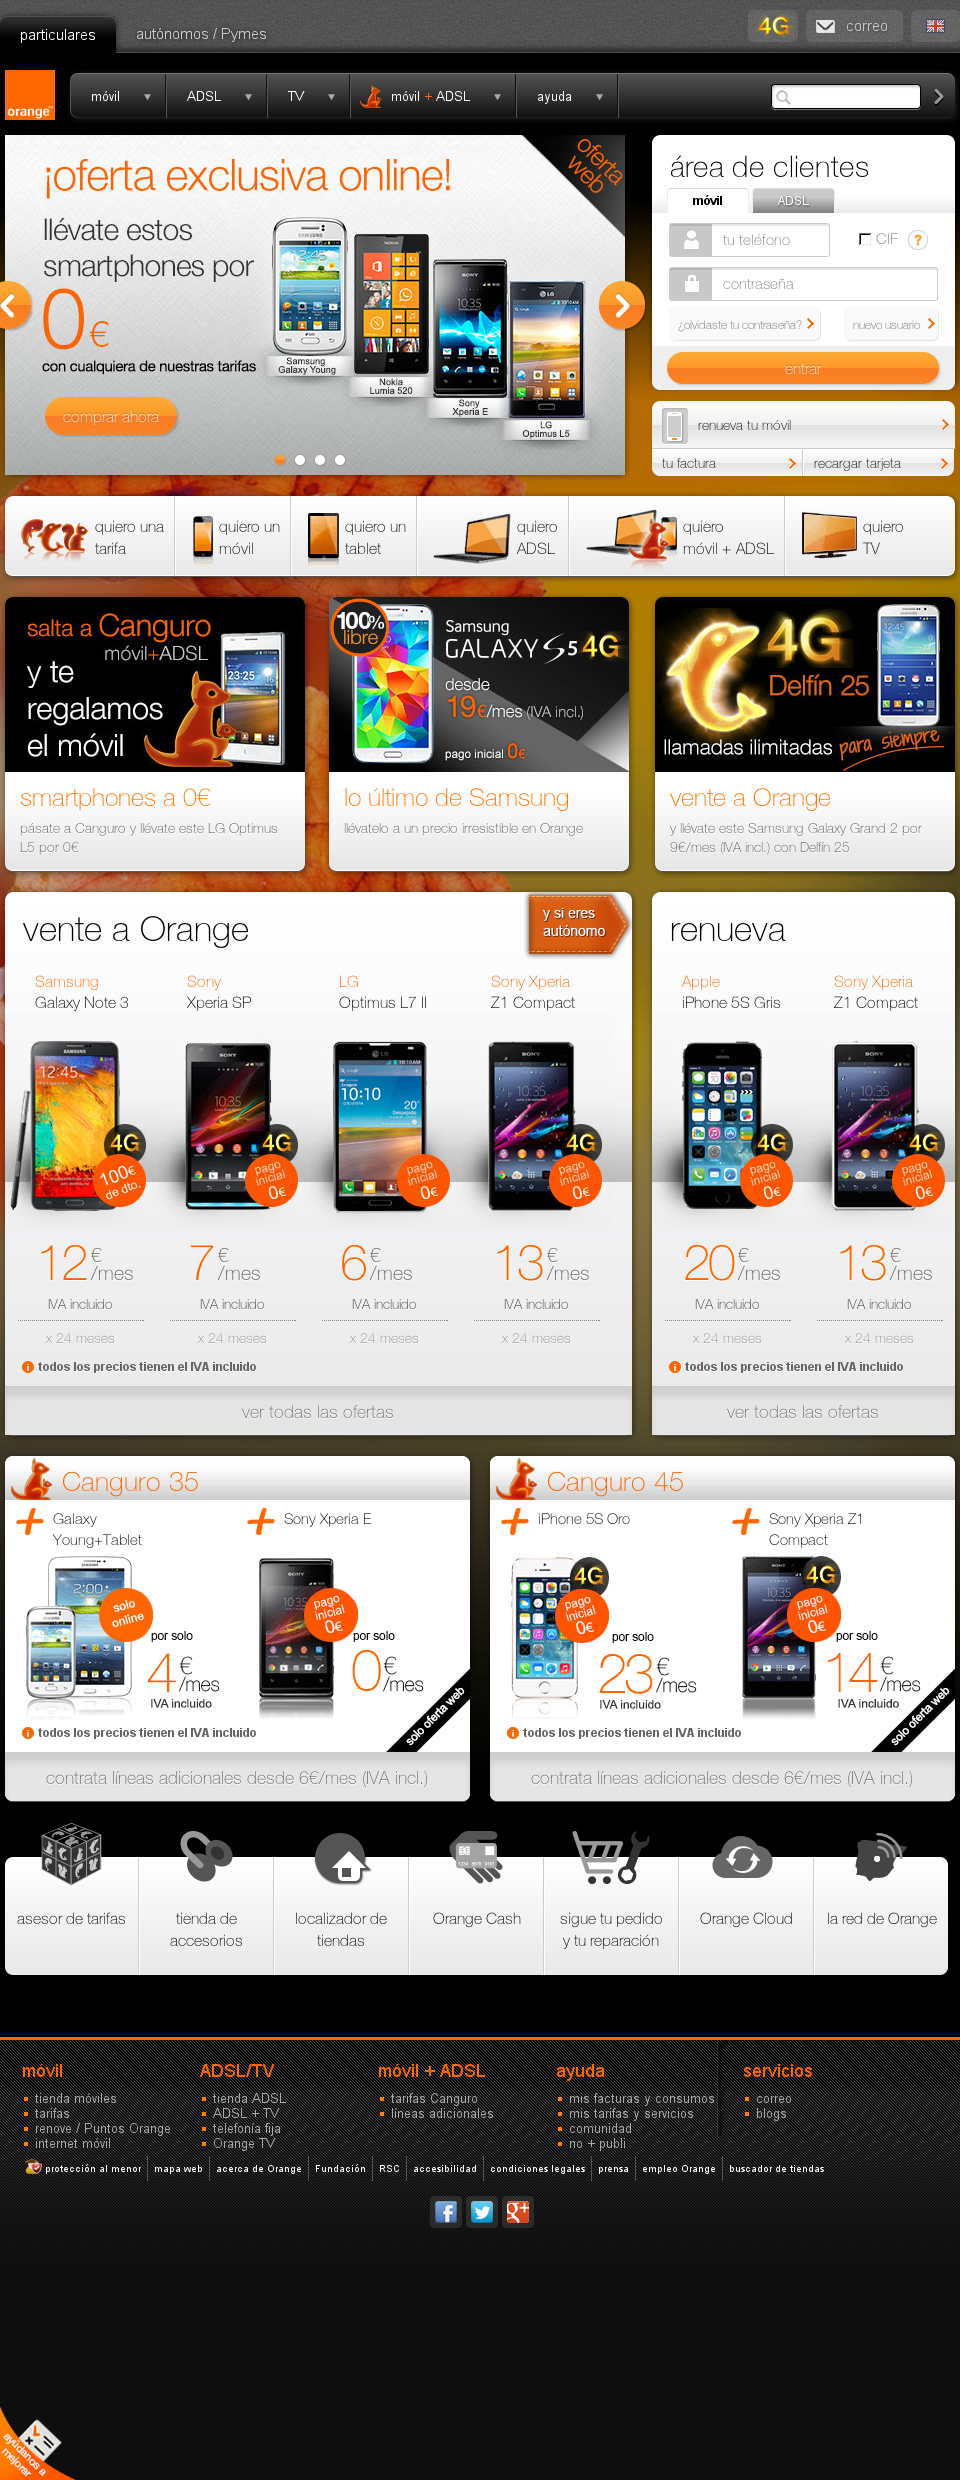 particulares
autónomos / Pymes
4G
correo
orange™
móvil
ADSL
TV
móvil + ADSL
ayuda
¡oferta exclusiva online!
oferta
web
llévate estos
smartphones por
0€
con cualquiera de nuestras tarifas
comprar ahora
Samsung
Galaxy Young
Nokia
Lumia 520
Sony
Xperia E
LG
Optimus L5
área de clientes
móvil
ADSL
tu teléfono
CIF
?
contraseña
¿olvidaste tu contraseña?
nuevo usuario
entrar
renueva tu móvil
tu factura
recargar tarjeta
quiero una
tarifa
quiero un
móvil
quiero un
tablet
quiero
ADSL
quiero
móvil + ADSL
quiero
TV
salta a Canguro
móvil+ADSL
y te
regalamos
el móvil
smartphones a 0€
pásate a Canguro y llévate este LG Optimus
L5 por 0€
100%
libre
Samsung
GALAXY S5 4G
desde
19€/mes (IVA incl.)
pago inicial 0€
lo último de Samsung
llévatelo a un precio irresistible en Orange
4G
Delfín 25
llamadas ilimitadas para siempre
vente a Orange
y llévate este Samsung Galaxy Grand 2 por
9€/mes (IVA incl.) con Delfín 25
vente a Orange
y si eres
autónomo
Samsung
Galaxy Note 3
4G
100€
de dto.
12 €/mes
IVA incluido
x 24 meses
Sony
Xperia SP
4G
pago
inicial
0€
7 €/mes
IVA incluido
x 24 meses
LG
Optimus L7 II
pago
inicial
0€
6 €/mes
IVA incluido
x 24 meses
Sony Xperia
Z1 Compact
4G
pago
inicial
0€
13 €/mes
IVA incluido
x 24 meses
todos los precios tienen el IVA incluido
ver todas las ofertas
renueva
Apple
iPhone 5S Gris
4G
pago
inicial
0€
20 €/mes
IVA incluido
x 24 meses
Sony Xperia
Z1 Compact
4G
pago
inicial
0€
13 €/mes
IVA incluido
x 24 meses
todos los precios tienen el IVA incluido
ver todas las ofertas
Canguro 35
+ Galaxy
Young+Tablet
solo
online
por solo
4 €/mes
IVA incluido
+ Sony Xperia E
pago
inicial
0€
por solo
0 €/mes
solo oferta web
todos los precios tienen el IVA incluido
contrata líneas adicionales desde 6€/mes (IVA incl.)
Canguro 45
+ iPhone 5S Oro
4G
pago
inicial
0€
por solo
23 €/mes
IVA incluido
+ Sony Xperia Z1
Compact
4G
pago
inicial
0€
por solo
14 €/mes
IVA incluido
solo oferta web
todos los precios tienen el IVA incluido
contrata líneas adicionales desde 6€/mes (IVA incl.)
asesor de tarifas
tienda de
accesorios
localizador de
tiendas
Orange Cash
sigue tu pedido
y tu reparación
Orange Cloud
la red de Orange
móvil
tienda móviles
tarifas
renove / Puntos Orange
internet móvil
ADSL/TV
tienda ADSL
ADSL + TV
telefonía fija
Orange TV
móvil + ADSL
tarifas Canguro
líneas adicionales
ayuda
mis facturas y consumos
mis tarifas y servicios
comunidad
no + publi
servicios
correo
blogs
protección al menor
mapa web
acerca de Orange
Fundación
RSC
accesibilidad
condiciones legales
prensa
empleo Orange
buscador de tiendas
ayúdanos a
mejorar